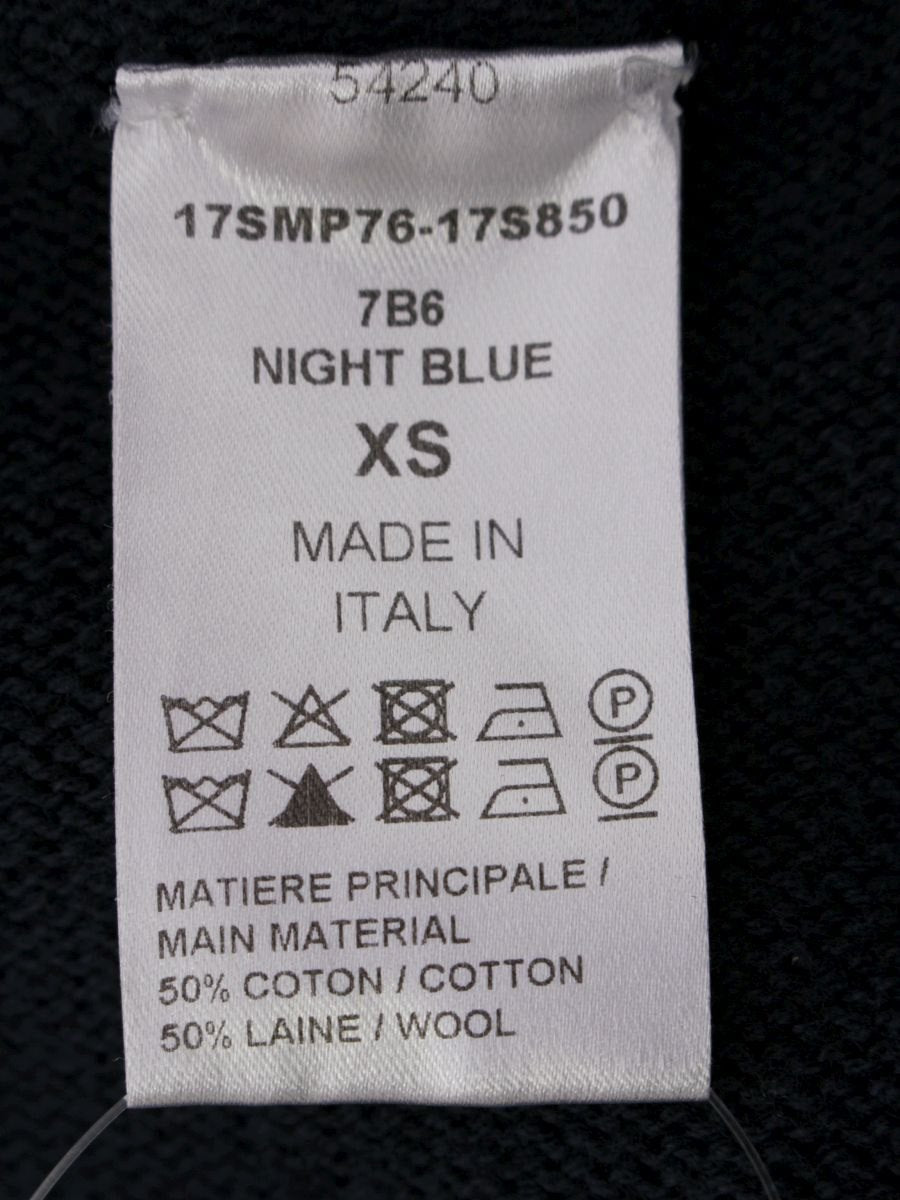 54240
17SMP76-17S850
7B6
NIGHT BLUE
XS
MADE IN
ITALY
P
P
MATIERE PRINCIPALE /
MAIN MATERIAL
50% COTON / COTTON
50% LAINE / WOOL